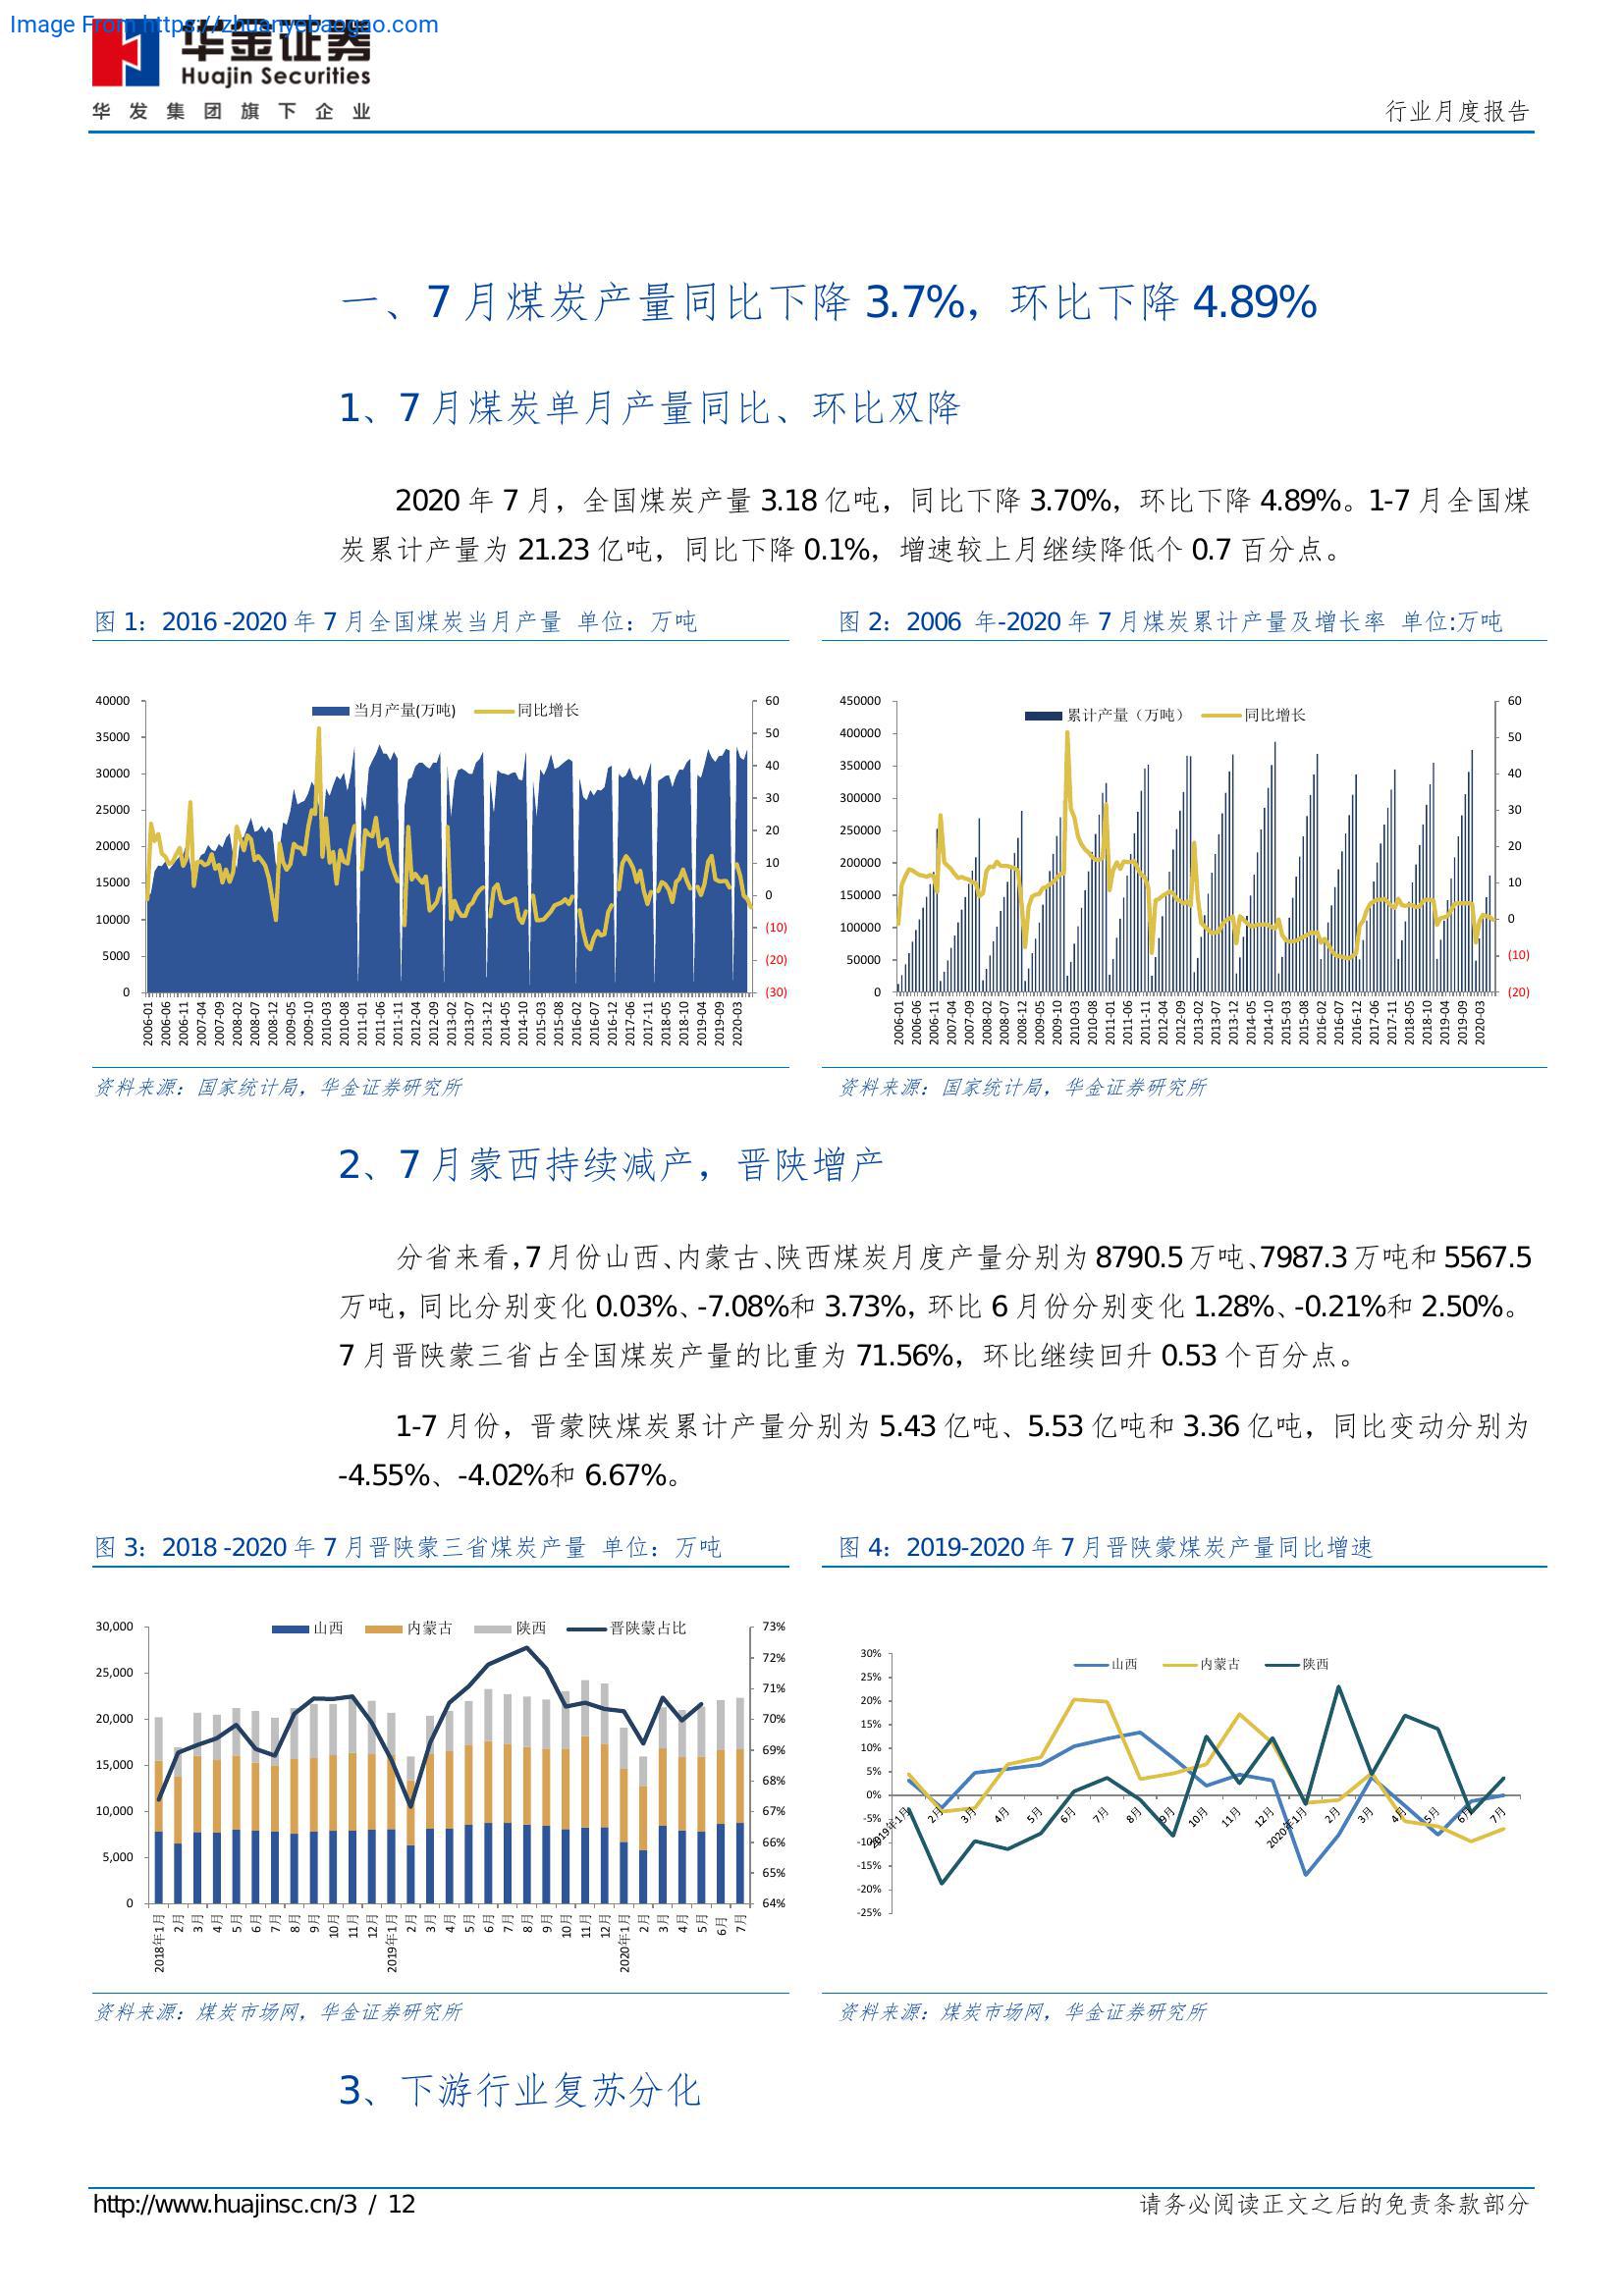 Image From https://zhuanyebaogao.com
华金证券
Huajin Securities
华发集团旗下企业
行业月度报告
一、7 月煤炭产量同比下降 3.7%，环比下降 4.89%
1、7 月煤炭单月产量同比、环比双降
2020 年 7 月，全国煤炭产量 3.18 亿吨，同比下降 3.70%，环比下降 4.89%。1-7 月全国煤
炭累计产量为 21.23 亿吨，同比下降 0.1%，增速较上月继续降低个 0.7 百分点。
图 1：2016 -2020 年 7 月全国煤炭当月产量 单位：万吨
当月产量(万吨) 同比增长
40000
35000
30000
25000
20000
15000
10000
5000
0
60
50
40
30
20
10
0
(10)
(20)
(30)
2006-01 2006-06 2006-11 2007-04 2007-09 2008-02 2008-07 2008-12 2009-05 2009-10 2010-03 2010-08 2011-01 2011-06 2011-11 2012-04 2012-09 2013-02 2013-07 2013-12 2014-05 2014-10 2015-03 2015-08 2016-02 2016-07 2016-12 2017-06 2017-11 2018-05 2018-10 2019-04 2019-09 2020-03
资料来源：国家统计局，华金证券研究所
图 2：2006 年-2020 年 7 月煤炭累计产量及增长率 单位:万吨
累计产量（万吨） 同比增长
450000
400000
350000
300000
250000
200000
150000
100000
50000
0
60
50
40
30
20
10
0
(10)
(20)
2006-01 2006-06 2006-11 2007-04 2007-09 2008-02 2008-07 2008-12 2009-05 2009-10 2010-03 2010-08 2011-01 2011-06 2011-11 2012-04 2012-09 2013-02 2013-07 2013-12 2014-05 2014-10 2015-03 2015-08 2016-02 2016-07 2016-12 2017-06 2017-11 2018-05 2018-10 2019-04 2019-09 2020-03
资料来源：国家统计局，华金证券研究所
2、7 月蒙西持续减产，晋陕增产
分省来看，7 月份山西、内蒙古、陕西煤炭月度产量分别为 8790.5 万吨、7987.3 万吨和 5567.5
万吨，同比分别变化 0.03%、-7.08%和 3.73%，环比 6 月份分别变化 1.28%、-0.21%和 2.50%。
7 月晋陕蒙三省占全国煤炭产量的比重为 71.56%，环比继续回升 0.53 个百分点。
1-7 月份，晋蒙陕煤炭累计产量分别为 5.43 亿吨、5.53 亿吨和 3.36 亿吨，同比变动分别为
-4.55%、-4.02%和 6.67%。
图 3：2018 -2020 年 7 月晋陕蒙三省煤炭产量 单位：万吨
山西 内蒙古 陕西 晋陕蒙占比
30,000
25,000
20,000
15,000
10,000
5,000
0
73%
72%
71%
70%
69%
68%
67%
66%
65%
64%
2018年1月 2月 3月 4月 5月 6月 7月 8月 9月 10月 11月 12月 2019年1月 2月 3月 4月 5月 6月 7月 8月 9月 10月 11月 12月 2020年1月 2月 3月 4月 5月 6月 7月
资料来源：煤炭市场网，华金证券研究所
图 4：2019-2020 年 7 月晋陕蒙煤炭产量同比增速
山西 内蒙古 陕西
30%
25%
20%
15%
10%
5%
0%
-5%
-10%
-15%
-20%
-25%
2019年1月 2月 3月 4月 5月 6月 7月 8月 9月 10月 11月 12月 2020年1月 2月 3月 4月 5月 6月 7月
资料来源：煤炭市场网，华金证券研究所
3、下游行业复苏分化
http://www.huajinsc.cn/3 / 12
请务必阅读正文之后的免责条款部分